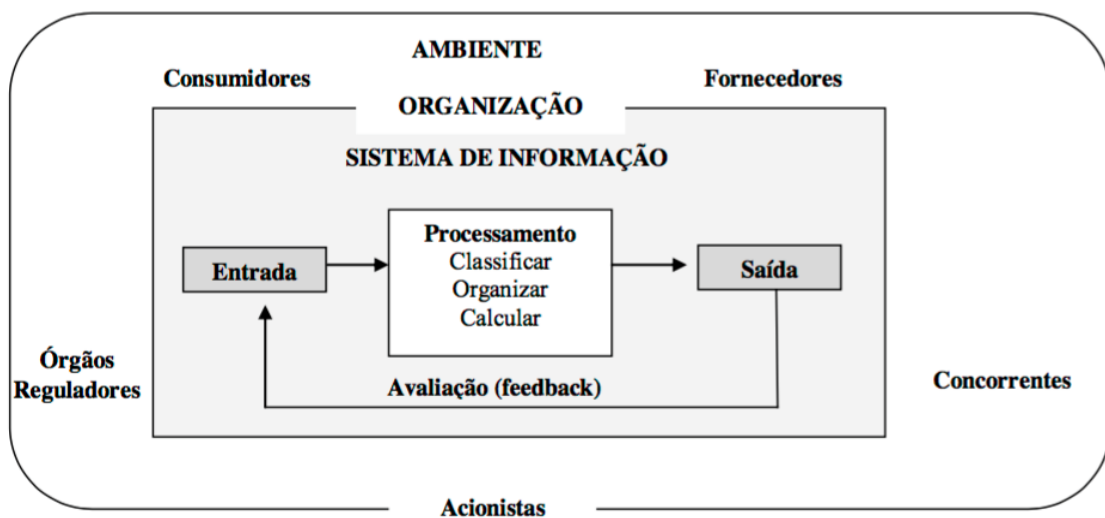 AMBIENTE
Consumidores
Fornecedores
ORGANIZAÇÃO
SISTEMA DE INFORMAÇÃO
Entrada
Processamento
Classificar
Organizar
Calcular
Saída
Avaliação (feedback)
Órgãos
Reguladores
Concorrentes
Acionistas